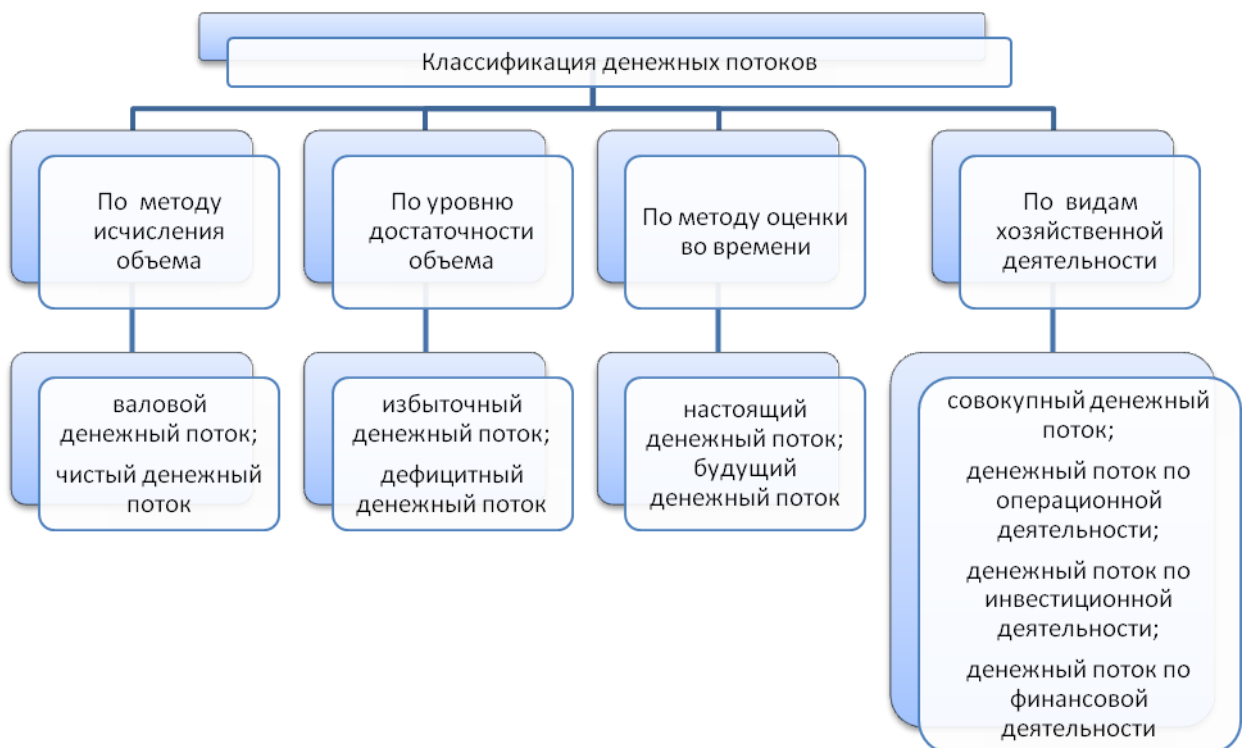 Классификация денежных потоков
По методу
исчисления
объема
По уровню
достаточности
объема
По методу оценки
во времени
По видам
хозяйственной
деятельности
валовой
денежный поток;
чистый денежный
поток
избыточный
денежный поток;
дефицитный
денежный поток
настоящий
денежный поток;
будущий
денежный поток
совокупный денежный
поток;
денежный поток по
операционной
деятельности;
денежный поток по
инвестиционной
деятельности;
денежный поток по
финансовой
деятельности